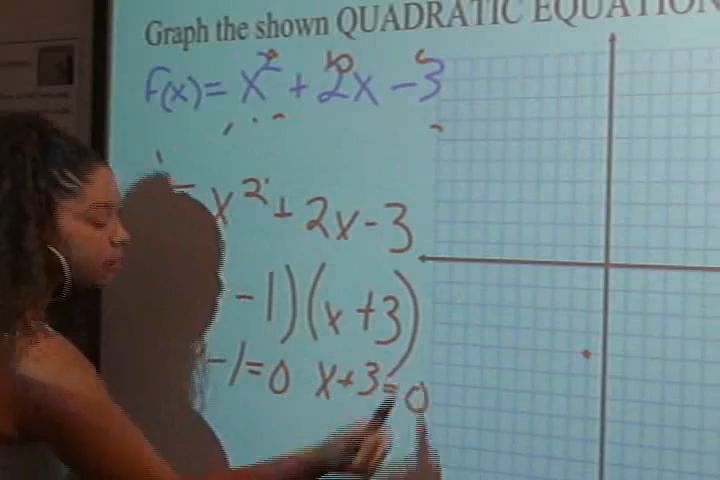 Graph the shown QUADRATIC EQUATION
a b c
f(x) = x² + 2x - 3
x² + 2x - 3
- 1)(x + 3)
- 1 = 0 x + 3 = 0